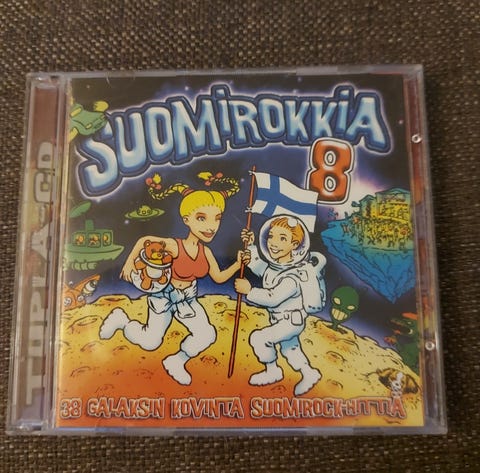 SUOMIROKKIA
8
TUPLA-CD
38 GALAKSIN KOVINTA SUOMIROCK-HITTIÄ